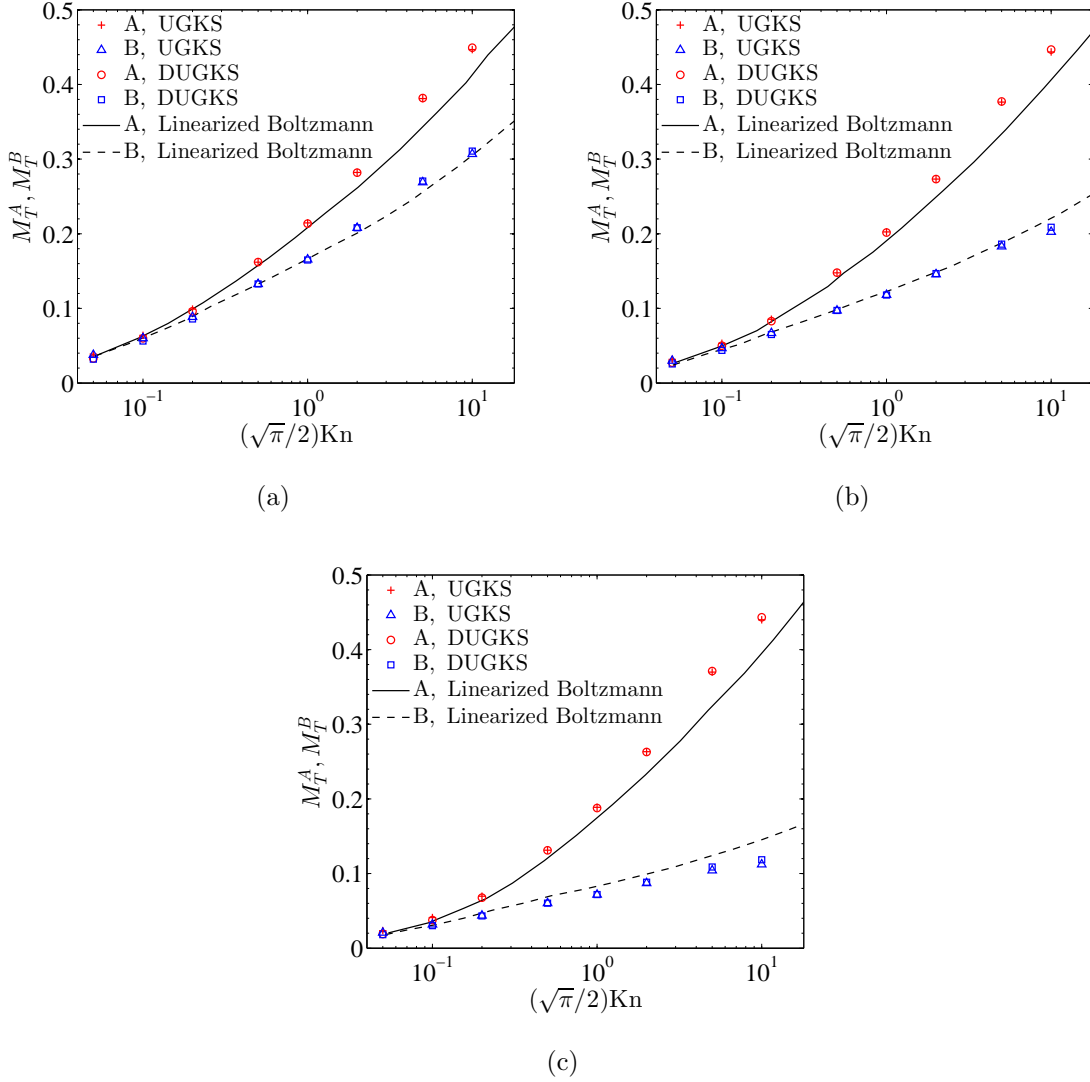 0.5
0.4
0.3
0.2
0.1
0
M_T^A, M_T^B
A, UGKS
B, UGKS
A, DUGKS
B, DUGKS
A, Linearized Boltzmann
B, Linearized Boltzmann
10^{-1} 10^0 10^1
(√π/2)Kn
(a)
0.5
0.4
0.3
0.2
0.1
0
M_T^A, M_T^B
A, UGKS
B, UGKS
A, DUGKS
B, DUGKS
A, Linearized Boltzmann
B, Linearized Boltzmann
10^{-1} 10^0 10^1
(√π/2)Kn
(b)
0.5
0.4
0.3
0.2
0.1
0
M_T^A, M_T^B
A, UGKS
B, UGKS
A, DUGKS
B, DUGKS
A, Linearized Boltzmann
B, Linearized Boltzmann
10^{-1} 10^0 10^1
(√π/2)Kn
(c)